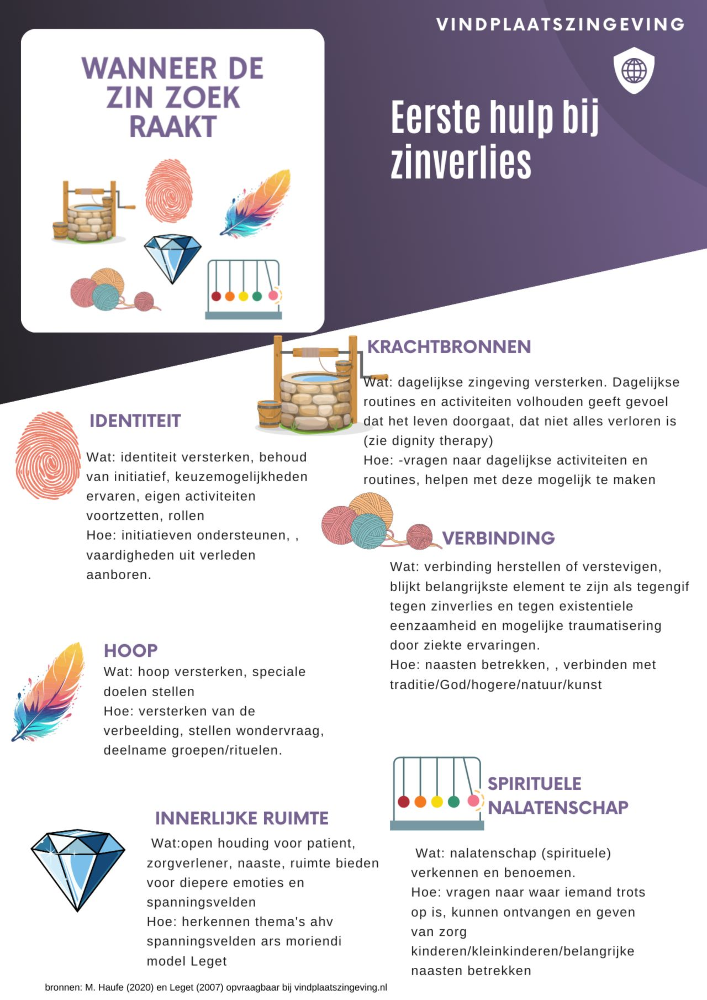 VINDPLAATSZINGEVING
WANNEER DE
ZIN ZOEK
RAAKT
Eerste hulp bij
zinverlies
KRACHTBRONNEN
Wat: dagelijkse zingeving versterken. Dagelijkse
routines en activiteiten volhouden geeft gevoel
dat het leven doorgaat, dat niet alles verloren is
(zie dignity therapy)
Hoe: -vragen naar dagelijkse activiteiten en
routines, helpen met deze mogelijk te maken
IDENTITEIT
Wat: identiteit versterken, behoud
van initiatief, keuzemogelijkheden
ervaren, eigen activiteiten
voortzetten, rollen
Hoe: initiatieven ondersteunen, ,
vaardigheden uit verleden
aanboren.
VERBINDING
Wat: verbinding herstellen of verstevigen,
blijkt belangrijkste element te zijn als tegengif
tegen zinverlies en tegen existentiele
eenzaamheid en mogelijke traumatisering
door ziekte ervaringen.
Hoe: naasten betrekken, , verbinden met
traditie/God/hogere/natuur/kunst
HOOP
Wat: hoop versterken, speciale
doelen stellen
Hoe: versterken van de
verbeelding, stellen wondervraag,
deelname groepen/rituelen.
SPIRITUELE
NALATENSCHAP
Wat: nalatenschap (spirituele)
verkennen en benoemen.
Hoe: vragen naar waar iemand trots
op is, kunnen ontvangen en geven
van zorg
kinderen/kleinkinderen/belangrijke
naasten betrekken
INNERLIJKE RUIMTE
Wat:open houding voor patient,
zorgverlener, naaste, ruimte bieden
voor diepere emoties en
spanningsvelden
Hoe: herkennen thema's ahv
spanningsvelden ars moriendi
model Leget
bronnen: M. Haufe (2020) en Leget (2007) opvraagbaar bij vindplaatszingeving.nl